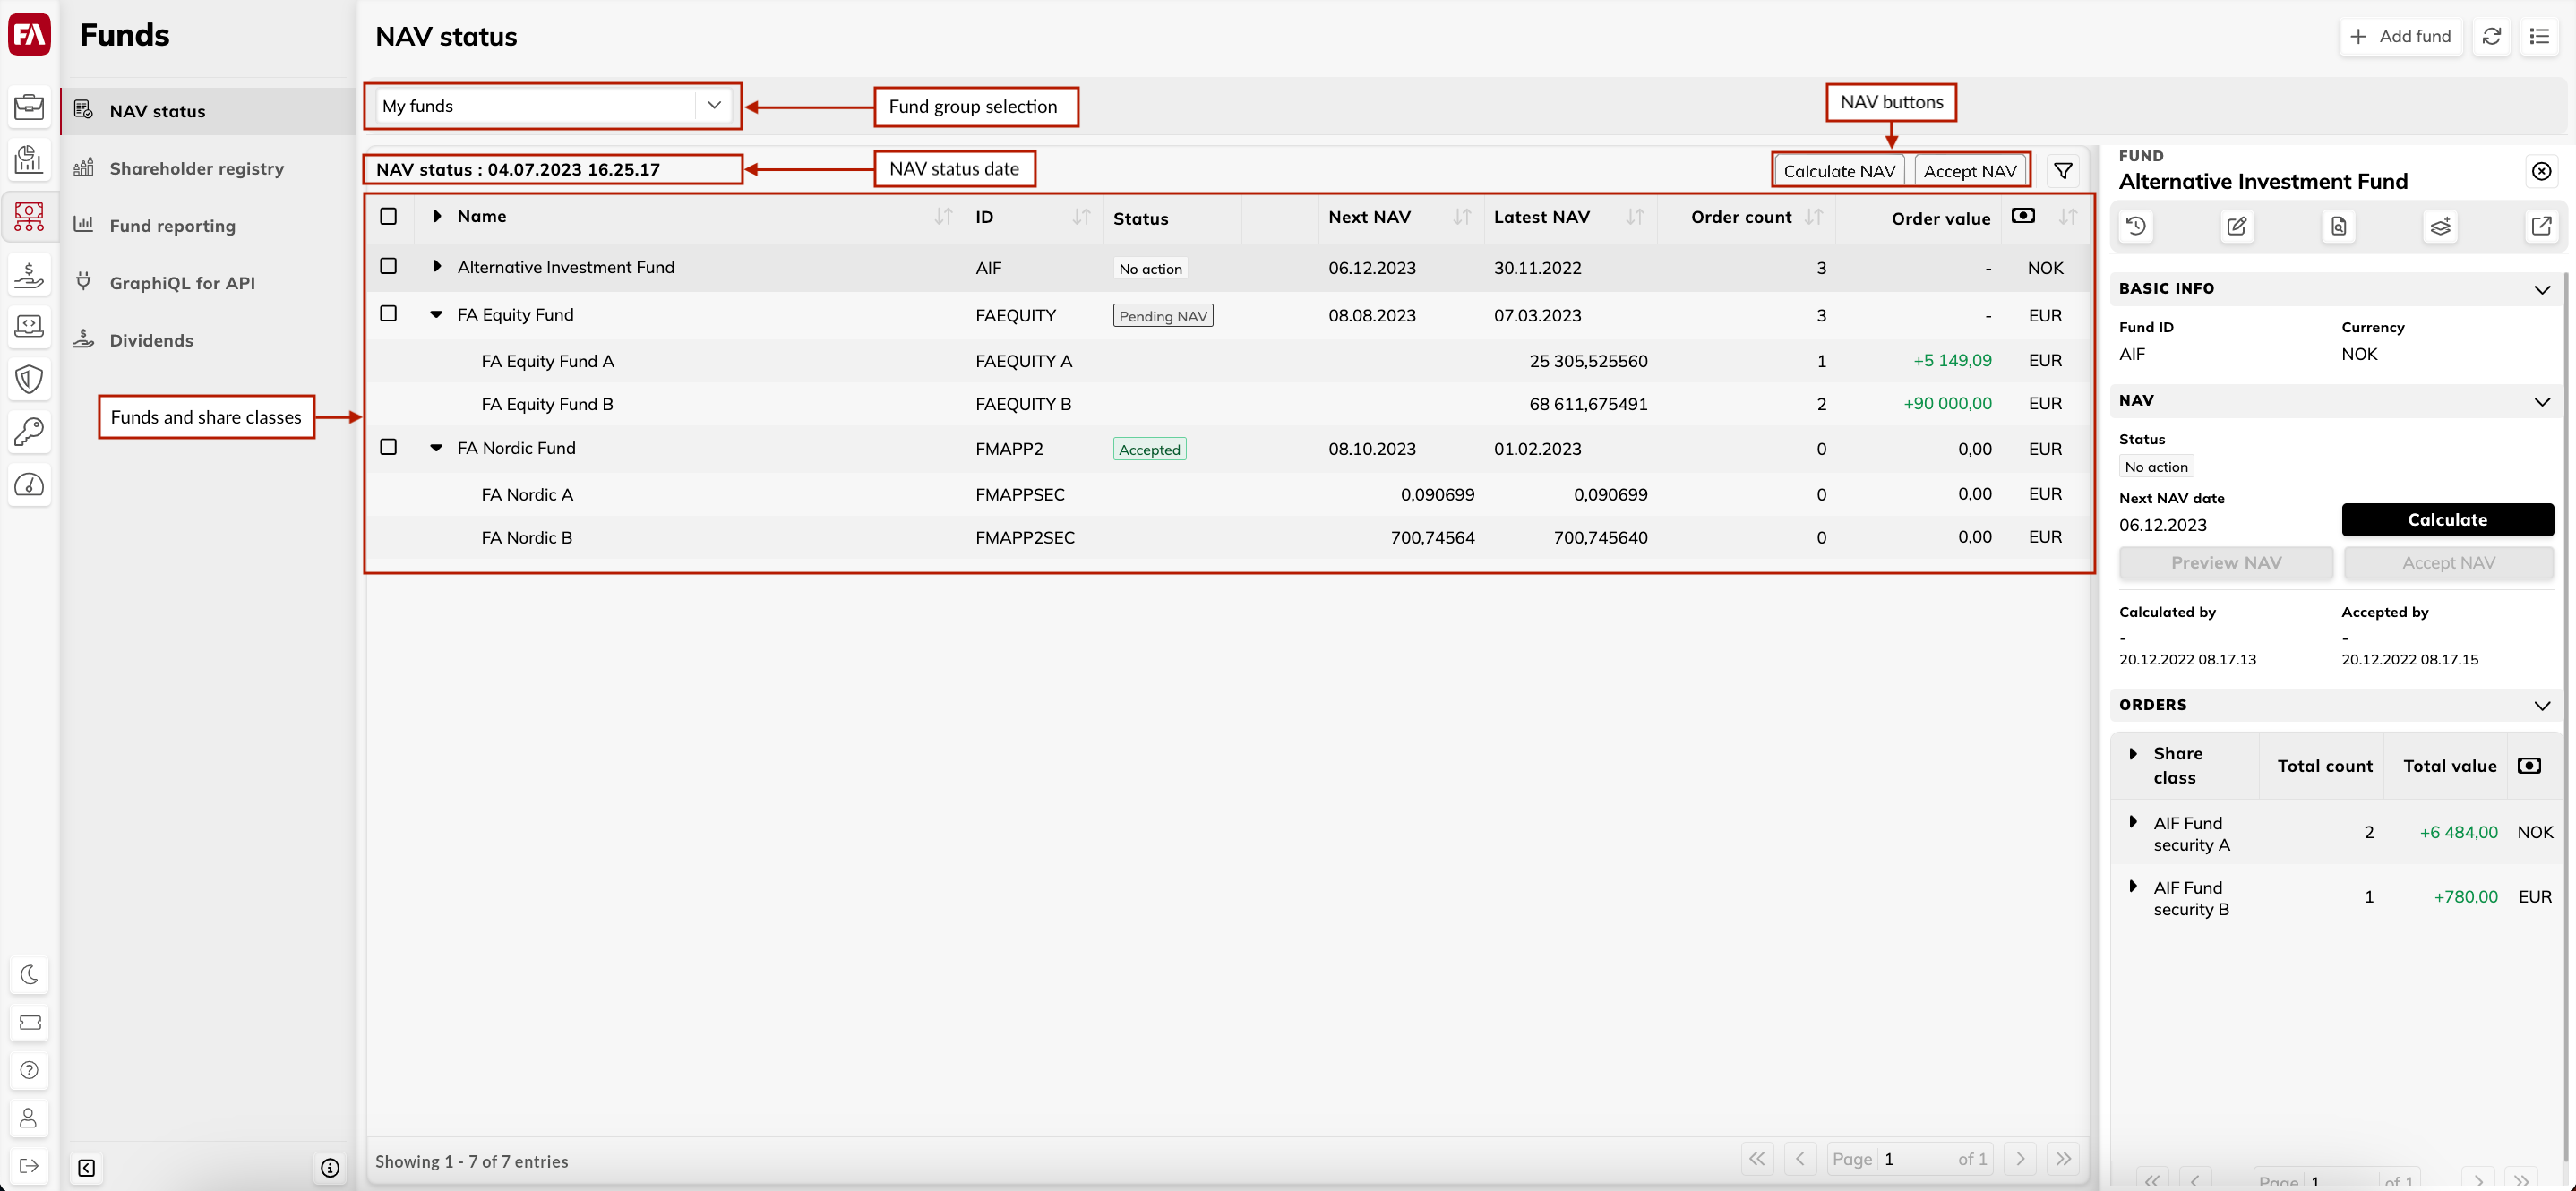 FA
Funds
NAV status
Shareholder registry
Fund reporting
GraphiQL for API
Dividends
Funds and share classes
NAV status
Add fund
My funds
Fund group selection
NAV buttons
NAV status : 04.07.2023 16.25.17
NAV status date
Calculate NAV Accept NAV
Name ID Status Next NAV Latest NAV Order count Order value
Alternative Investment Fund AIF No action 06.12.2023 30.11.2022 3 - NOK
FA Equity Fund FAEQUITY Pending NAV 08.08.2023 07.03.2023 3 - EUR
FA Equity Fund A FAEQUITY A 25 305,525560 1 +5 149,09 EUR
FA Equity Fund B FAEQUITY B 68 611,675491 2 +90 000,00 EUR
FA Nordic Fund FMAPP2 Accepted 08.10.2023 01.02.2023 0 0,00 EUR
FA Nordic A FMAPPSEC 0,090699 0,090699 0 0,00 EUR
FA Nordic B FMAPP2SEC 700,74564 700,745640 0 0,00 EUR
Showing 1 - 7 of 7 entries
Page 1 of 1
FUND
Alternative Investment Fund
BASIC INFO
Fund ID Currency
AIF NOK
NAV
Status
No action
Next NAV date
06.12.2023 Calculate
Preview NAV Accept NAV
Calculated by Accepted by
- -
20.12.2022 08.17.13 20.12.2022 08.17.15
ORDERS
Share
class Total count Total value
AIF Fund
security A 2 +6 484,00 NOK
AIF Fund
security B 1 +780,00 EUR
Page 1 of 1